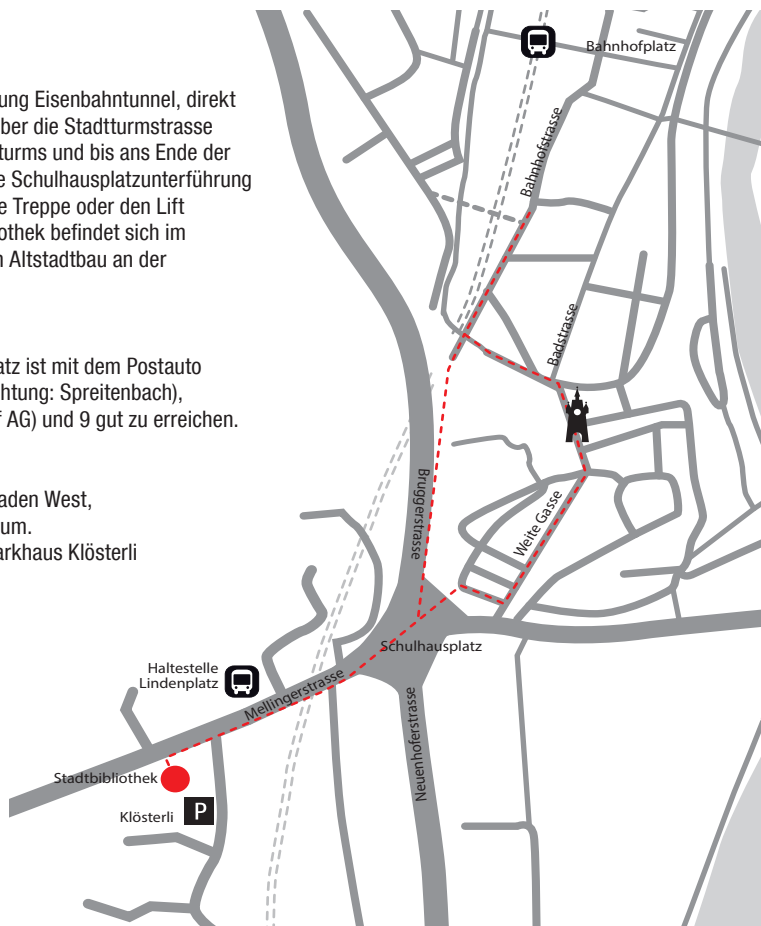 ung Eisenbahntunnel, direkt
ber die Stadtturmstrasse
turms und bis ans Ende der
e Schulhausplatzunterführung
e Treppe oder den Lift
othek befindet sich im
n Altstadtbau an der
atz ist mit dem Postauto
chtung: Spreitenbach),
f AG) und 9 gut zu erreichen.
aden West,
um.
arkhaus Klösterli
Bahnhofplatz
Bahnhofstrasse
Badstrasse
Weite Gasse
Bruggerstrasse
Schulhausplatz
Haltestelle
Lindenplatz
Mellingerstrasse
Neuenhoferstrasse
Stadtbibliothek
Klösterli
P